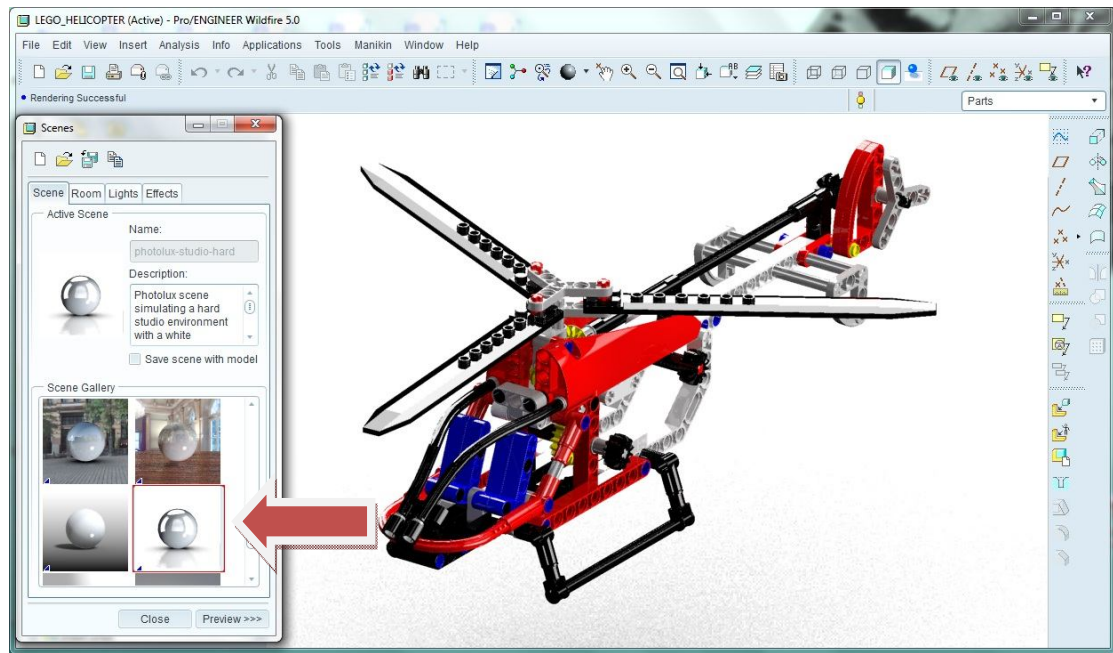 LEGO_HELICOPTER (Active) - Pro/ENGINEER Wildfire 5.0
File Edit View Insert Analysis Info Applications Tools Manikin Window Help
Rendering Successful
Parts
Scenes
Scene Room Lights Effects
Active Scene
Name:
photolux-studio-hard
Description:
Photolux scene
simulating a hard
studio environment
with a white
Save scene with model
Scene Gallery
Close Preview >>>